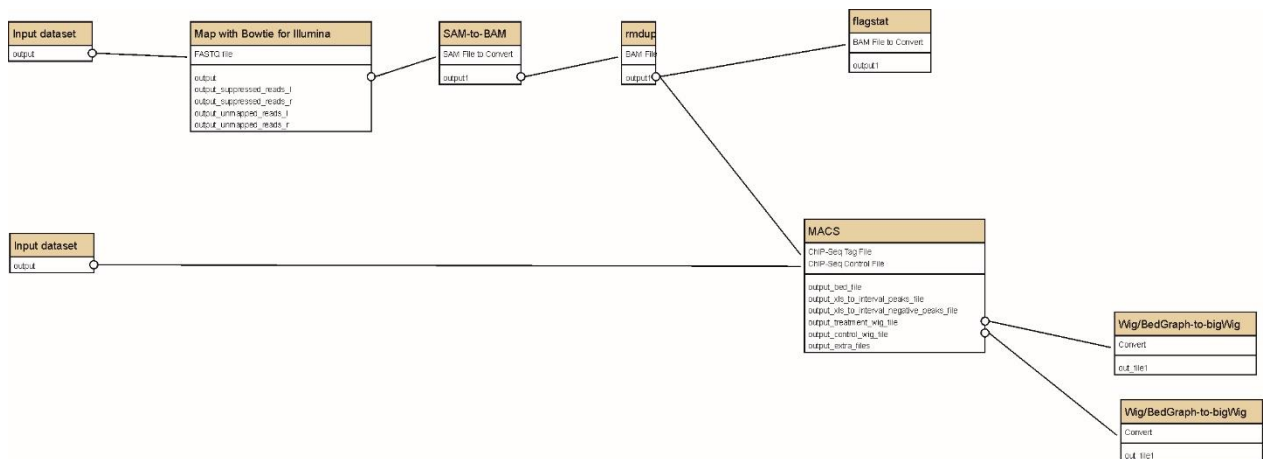 Input dataset
output
Map with Bowtie for Illumina
FASTQ file
output
output_suppressed_reads_l
output_suppressed_reads_r
output_unmapped_reads_l
output_unmapped_reads_r
SAM-to-BAM
SAM File to Convert
output1
rmdup
BAM File
output1
flagstat
BAM File to Convert
output1
Input dataset
output
MACS
ChIP-Seq Tag File
ChIP-Seq Control File
output_bed_file
output_xls_to_interval_peaks_file
output_xls_to_interval_negative_peaks_file
output_treatment_wig_file
output_control_wig_file
output_extra_files
Wig/BedGraph-to-bigWig
Convert
out_file1
Wig/BedGraph-to-bigWig
Convert
out_file1